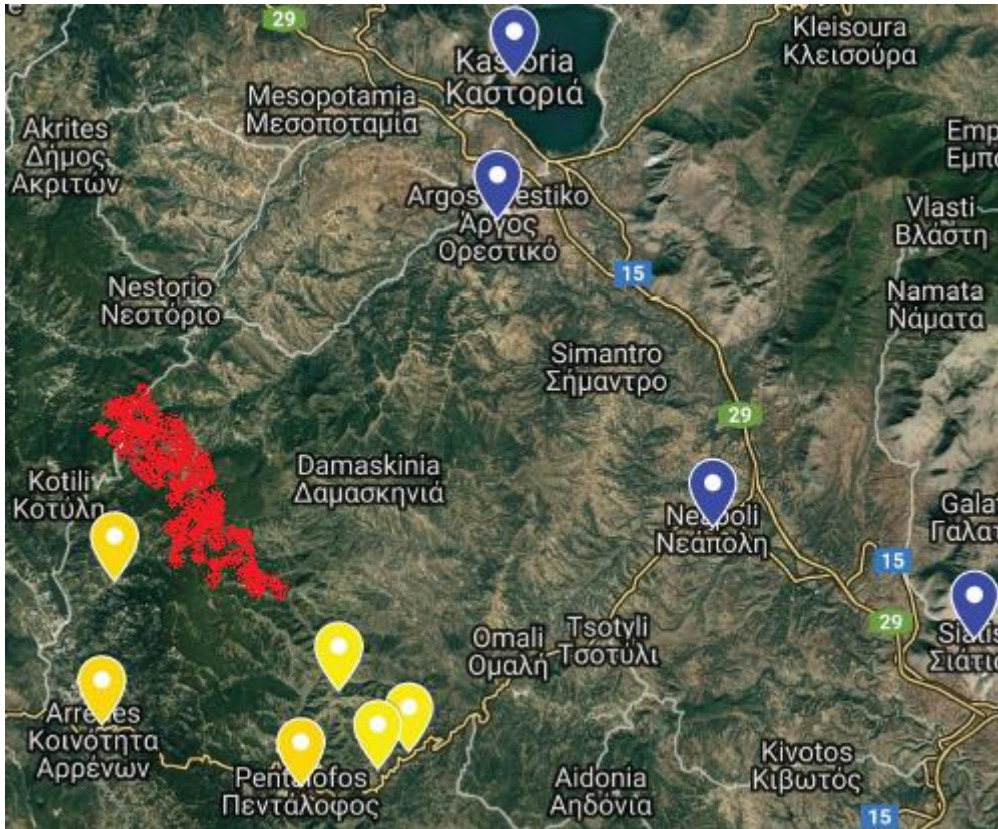 29
Kastoria
Καστοριά
Kleisoura
Κλεισούρα
Mesopotamia
Μεσοποταμία
Akrites
Δήμος
Ακριτών
Vlasti
Βλάστη
Άργος
Ορεστικό
15
Nestorio
Νεστόριο
Namata
Νάματα
Simantro
Σήμαντρο
29
Damaskinia
Δαμασκηνιά
Kotili
Κοτύλη
Νεάπολη
15
29
Omali
Ομαλή
Tsotyli
Τσοτύλι
Κοινότητα
Αρρένων
Πεντάλοφος
Aidonia
Αηδόνια
Kivotos
Κιβωτός
15